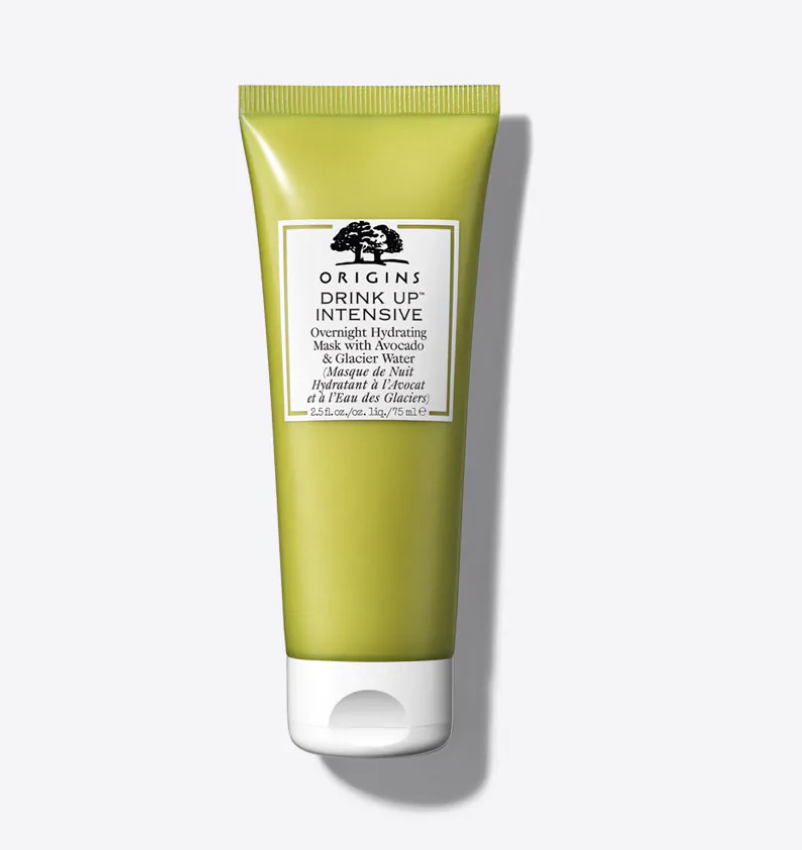 ORIGINS
DRINK UP™
INTENSIVE
Overnight Hydrating
Mask with Avocado
& Glacier Water
(Masque de Nuit
Hydratant à l'Avocat
et à l'Eau des Glaciers)
2.5 fl. oz./oz. liq./75 ml ℮